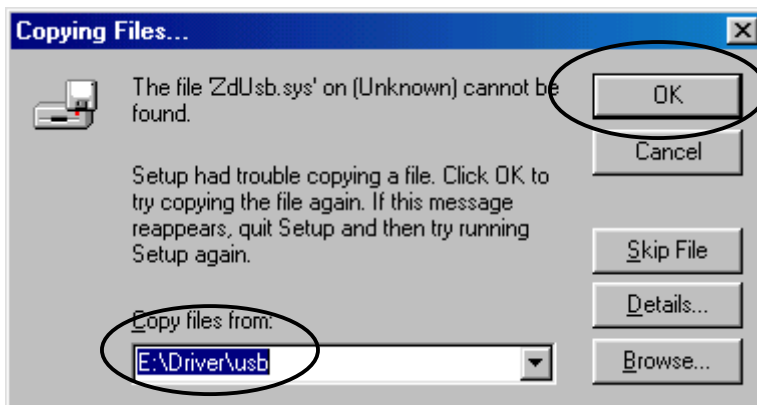 Copying Files...
The file 'ZdUsb.sys' on (Unknown) cannot be
found.
OK
Cancel
Setup had trouble copying a file. Click OK to
try copying the file again. If this message
reappears, quit Setup and then try running
Setup again.
Skip File
Details...
Copy files from:
E:\Driver\usb
Browse...